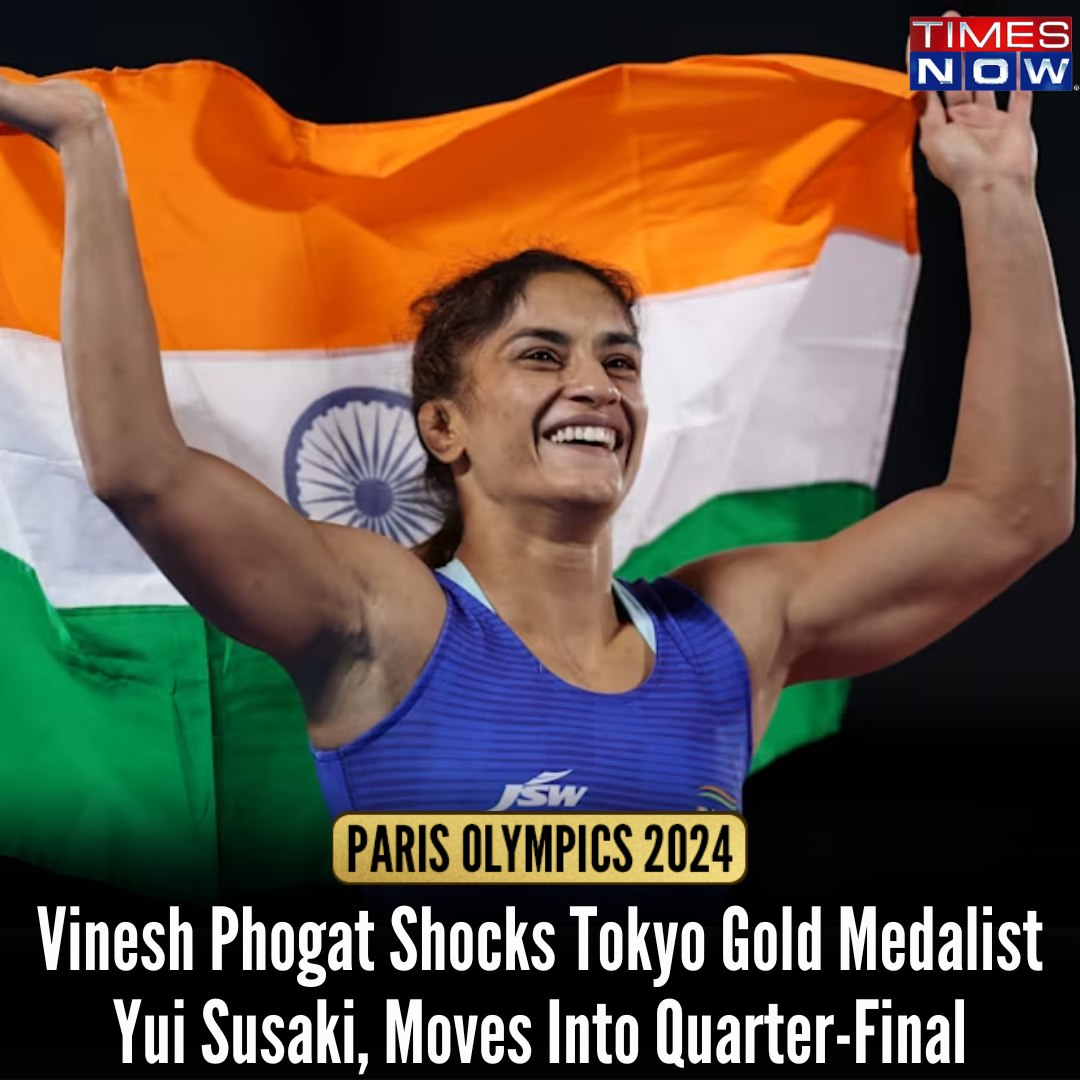 TIMES
NOW
JSW
PARIS OLYMPICS 2024
Vinesh Phogat Shocks Tokyo Gold Medalist
Yui Susaki, Moves Into Quarter-Final